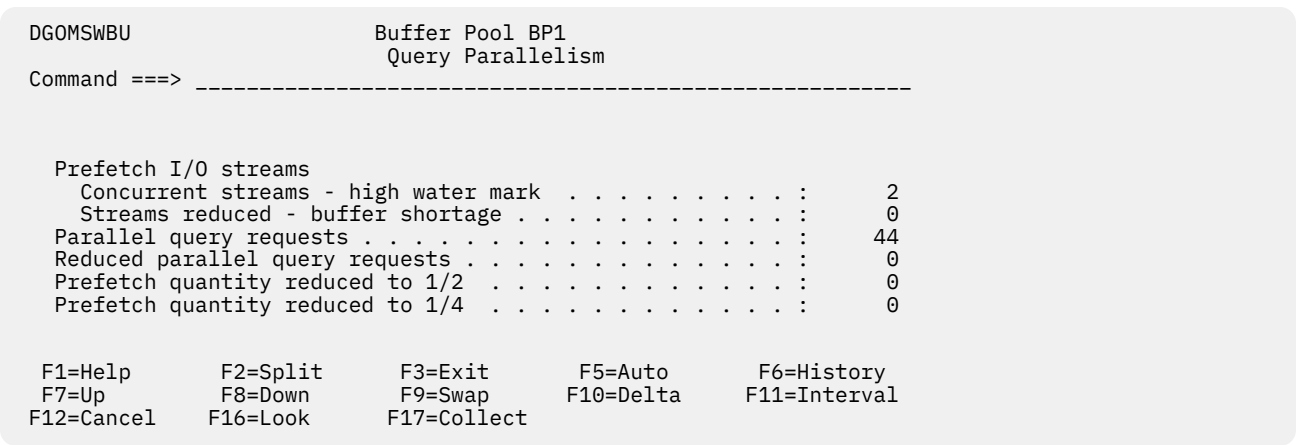 DGOMSWBU                   Buffer Pool BP1
                            Query Parallelism
Command ===> ________________________________________________________
  Prefetch I/O streams
    Concurrent streams - high water mark  . . . . . . . . . :      2
    Streams reduced - buffer shortage . . . . . . . . . . . :      0
  Parallel query requests . . . . . . . . . . . . . . . . . :     44
  Reduced parallel query requests . . . . . . . . . . . . . :      0
  Prefetch quantity reduced to 1/2  . . . . . . . . . . . . :      0
  Prefetch quantity reduced to 1/4  . . . . . . . . . . . . :      0
 F1=Help       F2=Split      F3=Exit       F5=Auto       F6=History
 F7=Up         F8=Down       F9=Swap      F10=Delta     F11=Interval
F12=Cancel    F16=Look      F17=Collect